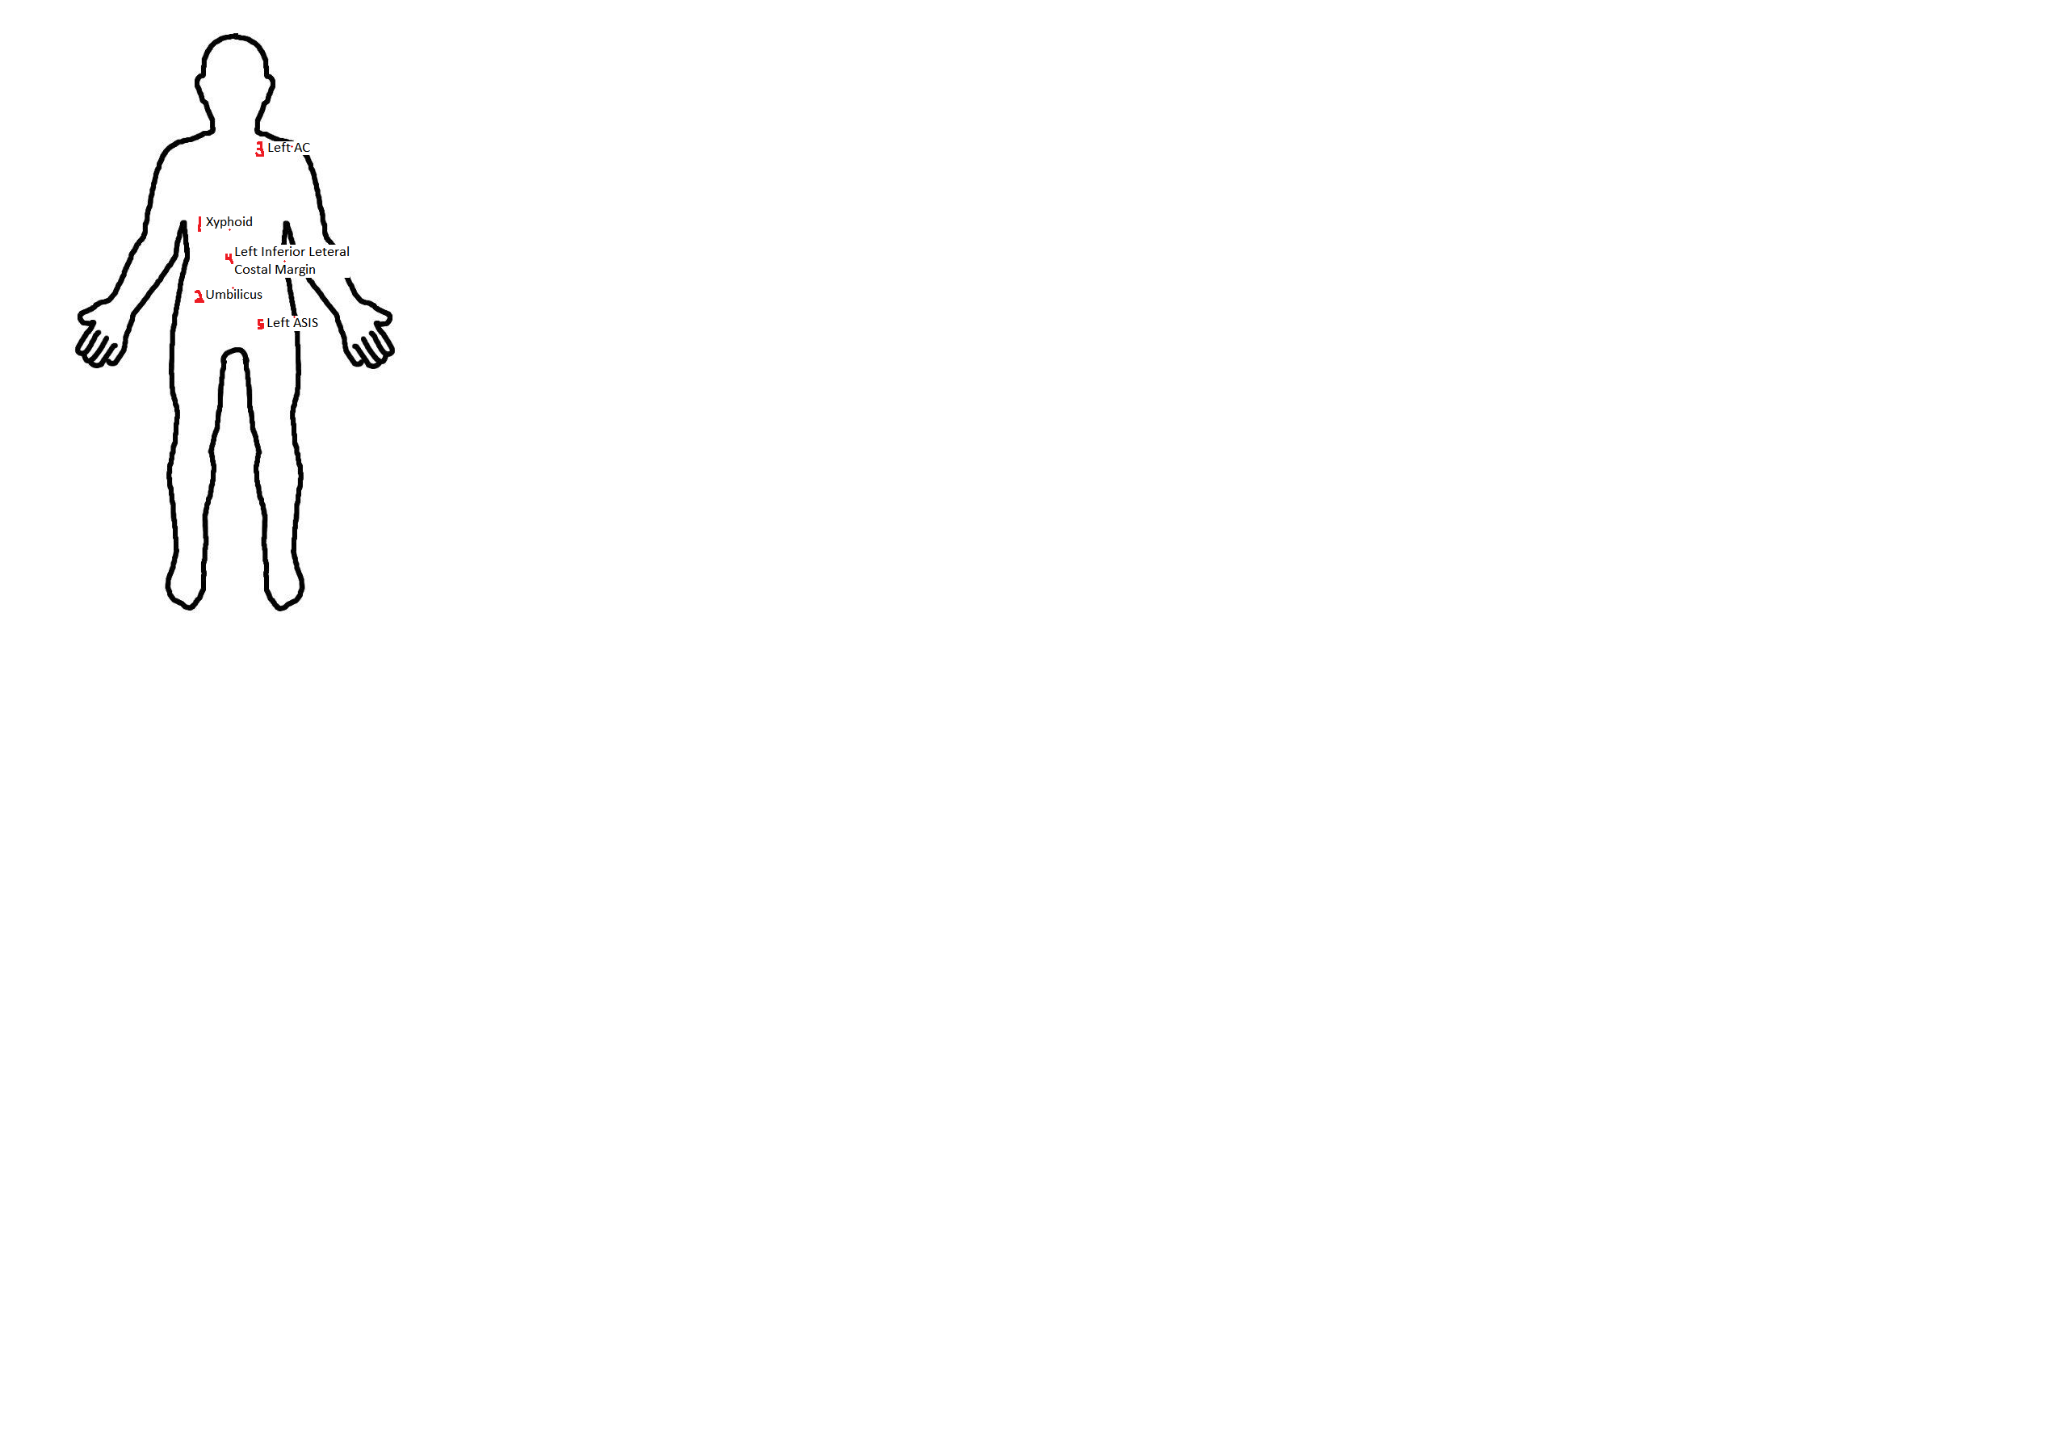 3 Left AC
1 Xyphoid
4 Left Inferior Leteral
Costal Margin
2 Umbilicus
5 Left ASIS